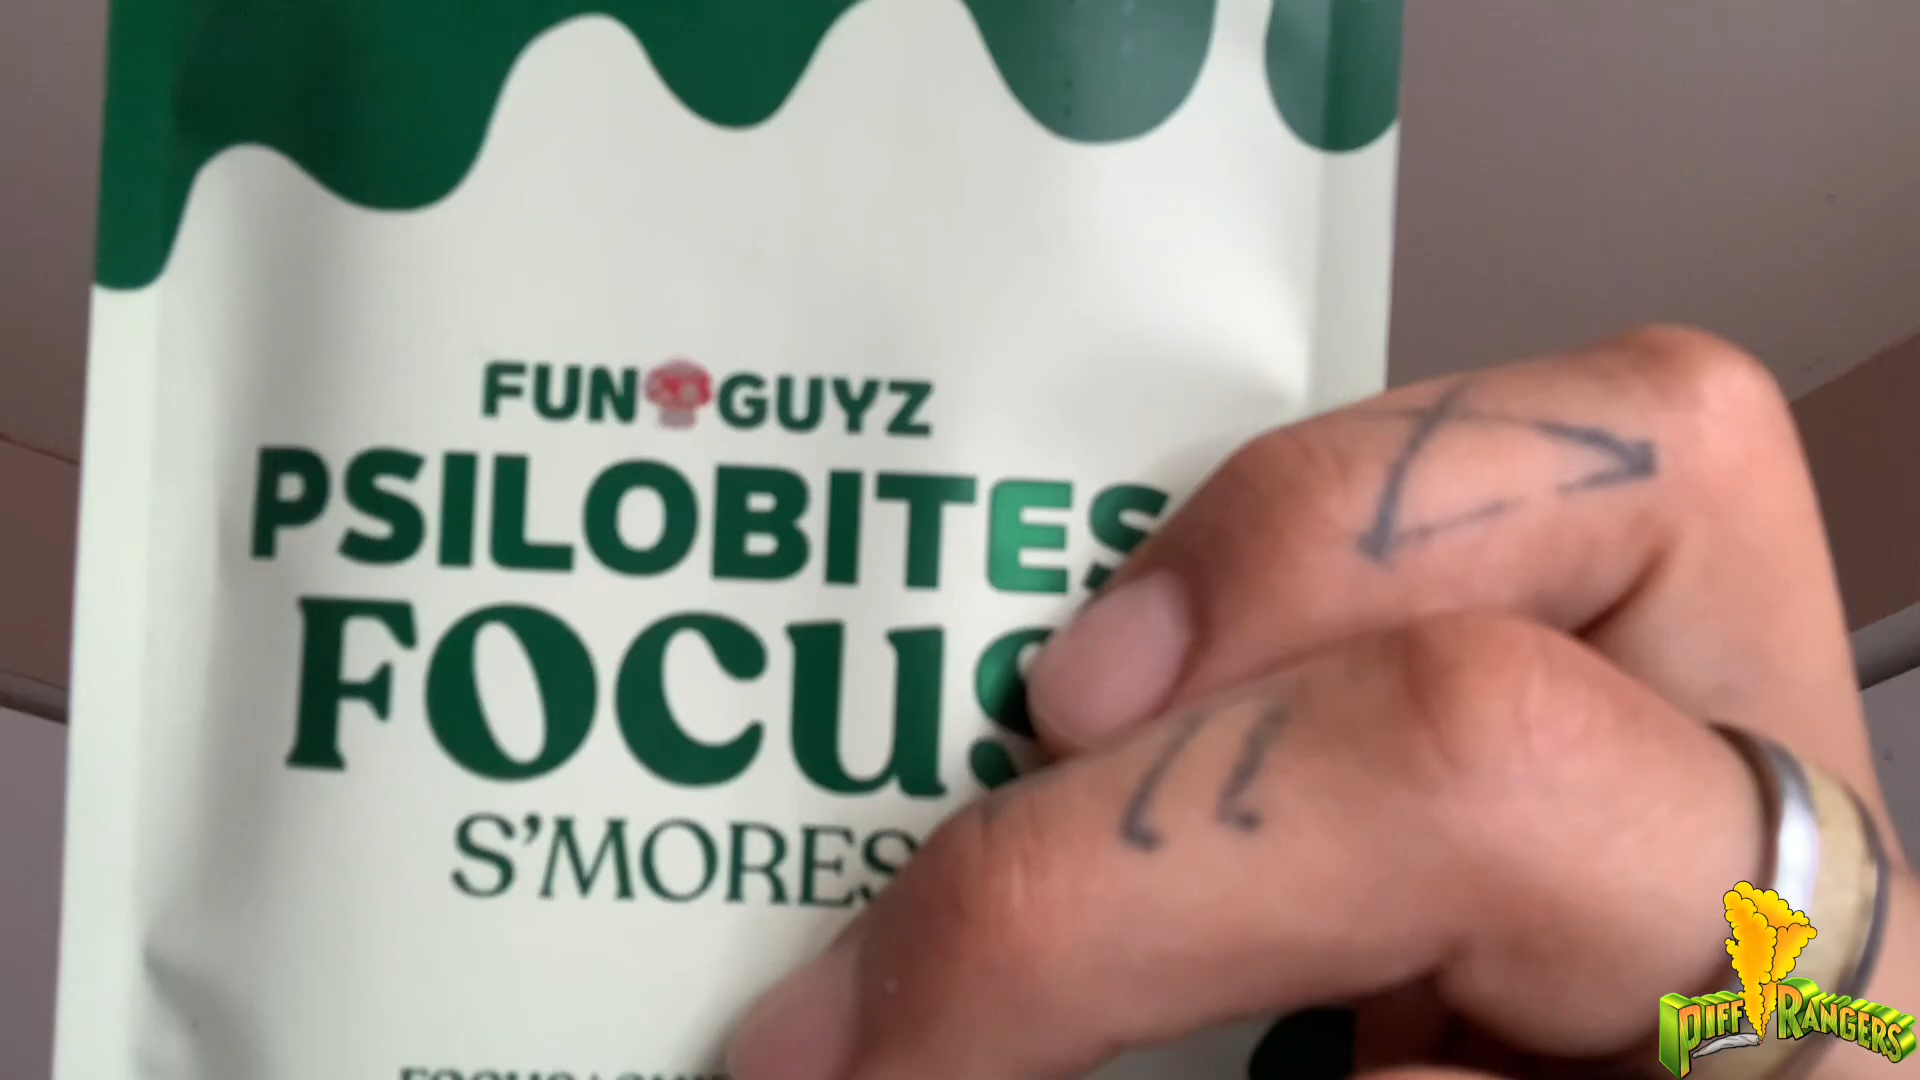 FUN GUYZ
PSILOBITES
FOCUS
S'MORES
PIFF RANGERS